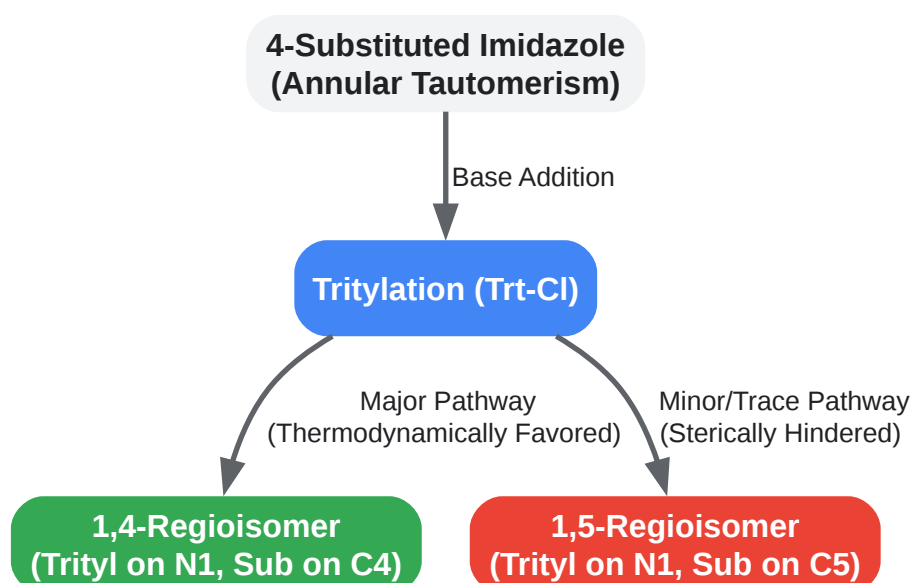 4-Substituted Imidazole
(Annular Tautomerism)
Base Addition
Tritylation (Trt-Cl)
Major Pathway
(Thermodynamically Favored)
Minor/Trace Pathway
(Sterically Hindered)
1,4-Regioisomer
(Trityl on N1, Sub on C4)
1,5-Regioisomer
(Trityl on N1, Sub on C5)